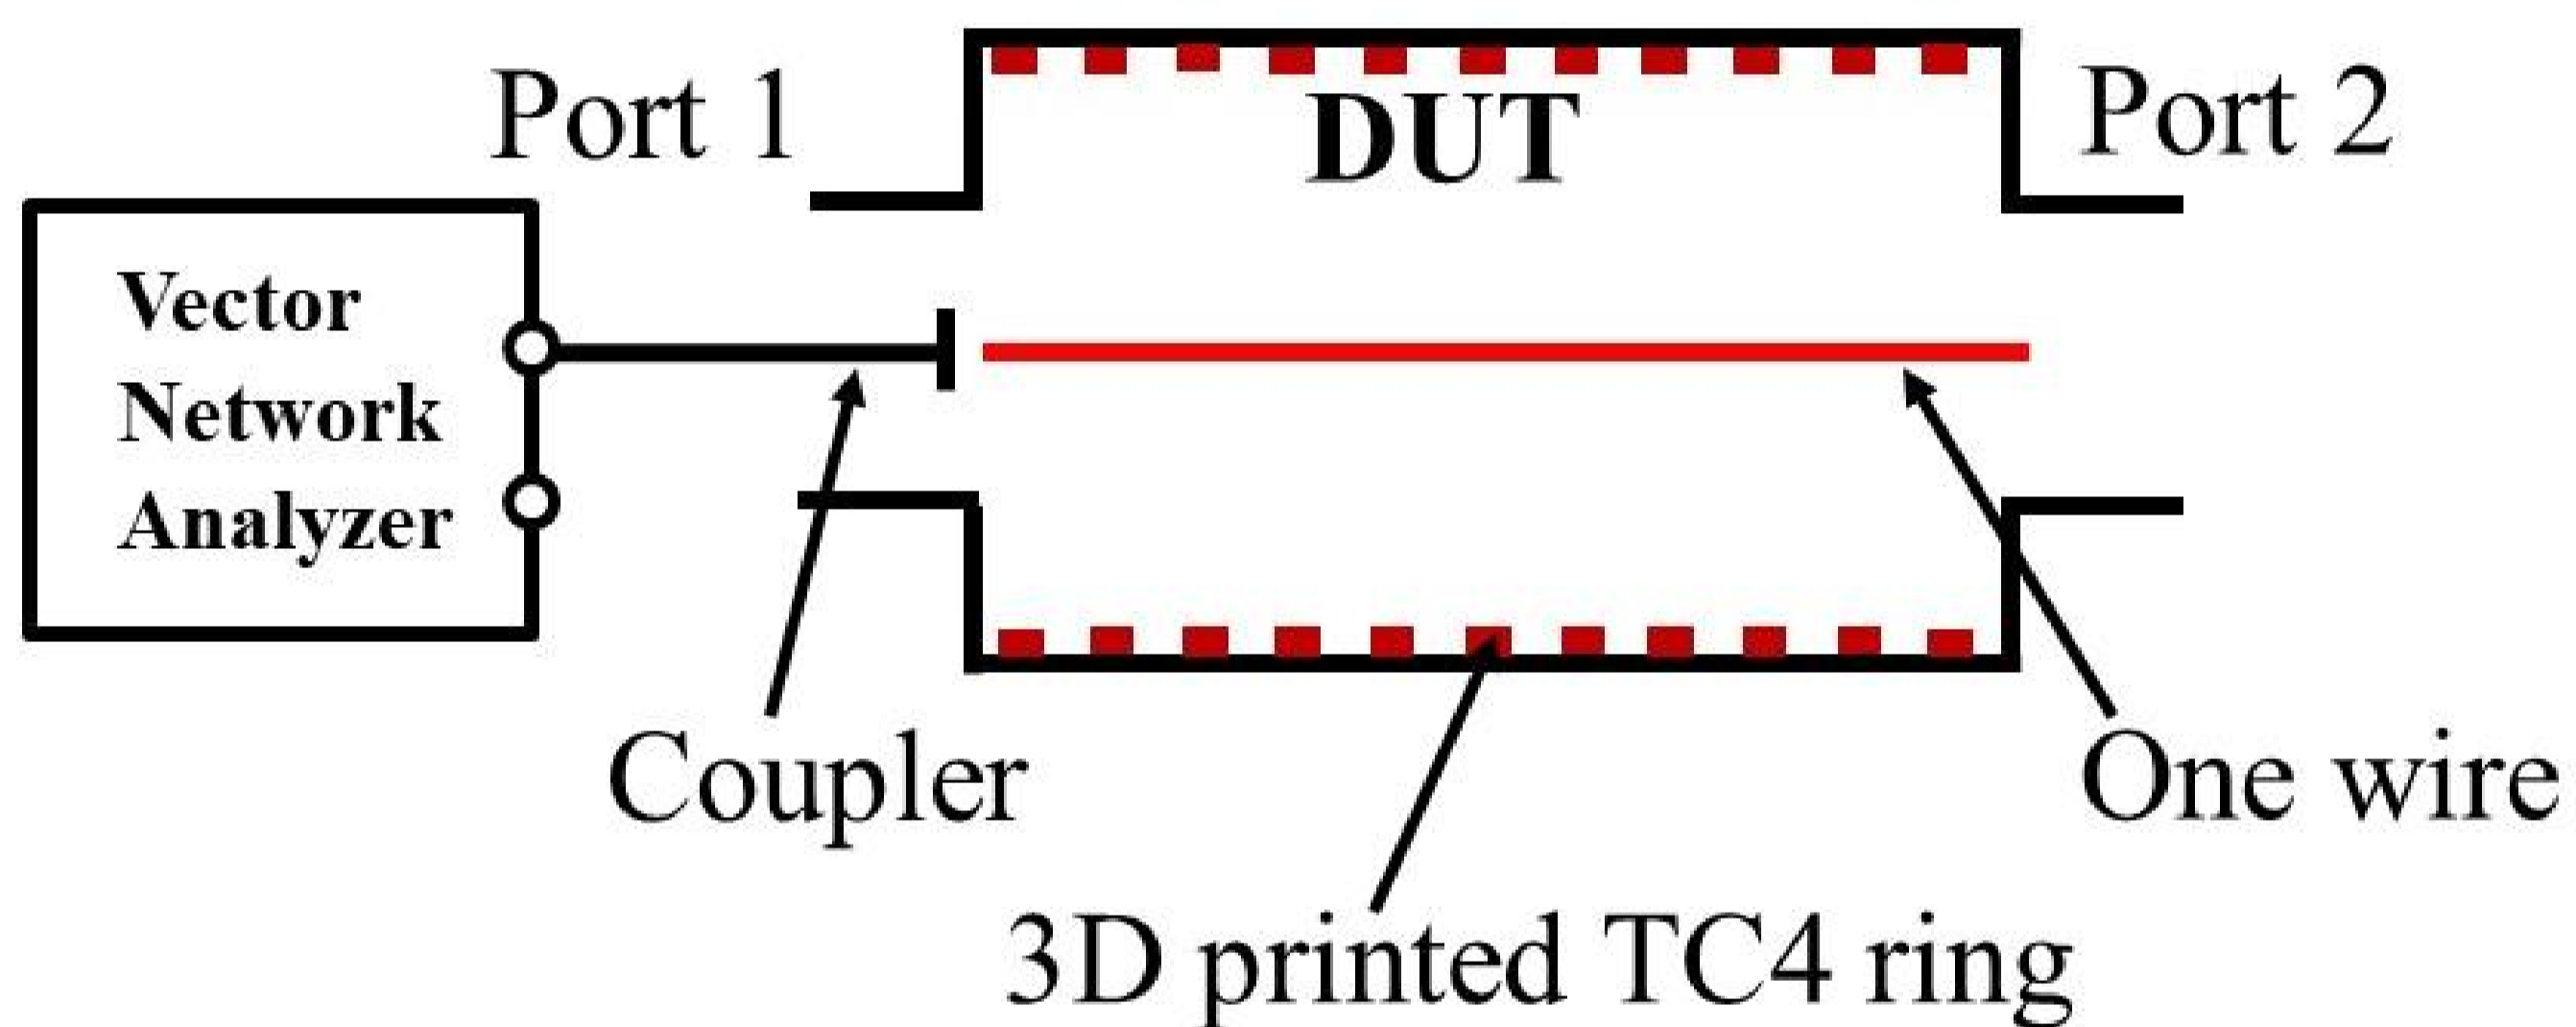 Port 1
DUT
Port 2
Vector
Network
Analyzer
Coupler
One wire
3D printed TC4 ring